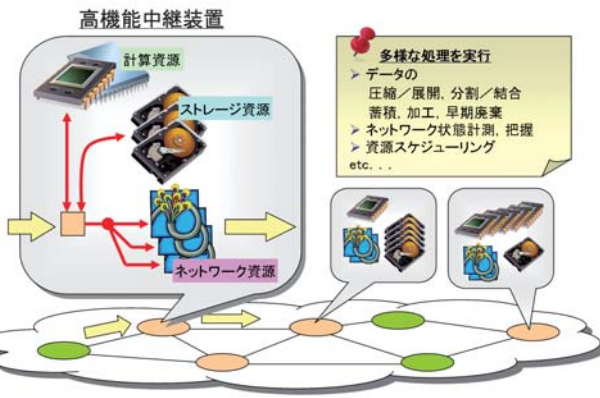 高機能中継装置
計算資源
ストレージ資源
ネットワーク資源
多様な処理を実行
➢ データの
圧縮／展開，分割／結合
蓄積，加工，早期廃棄
➢ ネットワーク状態計測，把握
➢ 資源スケジューリング
etc. . .